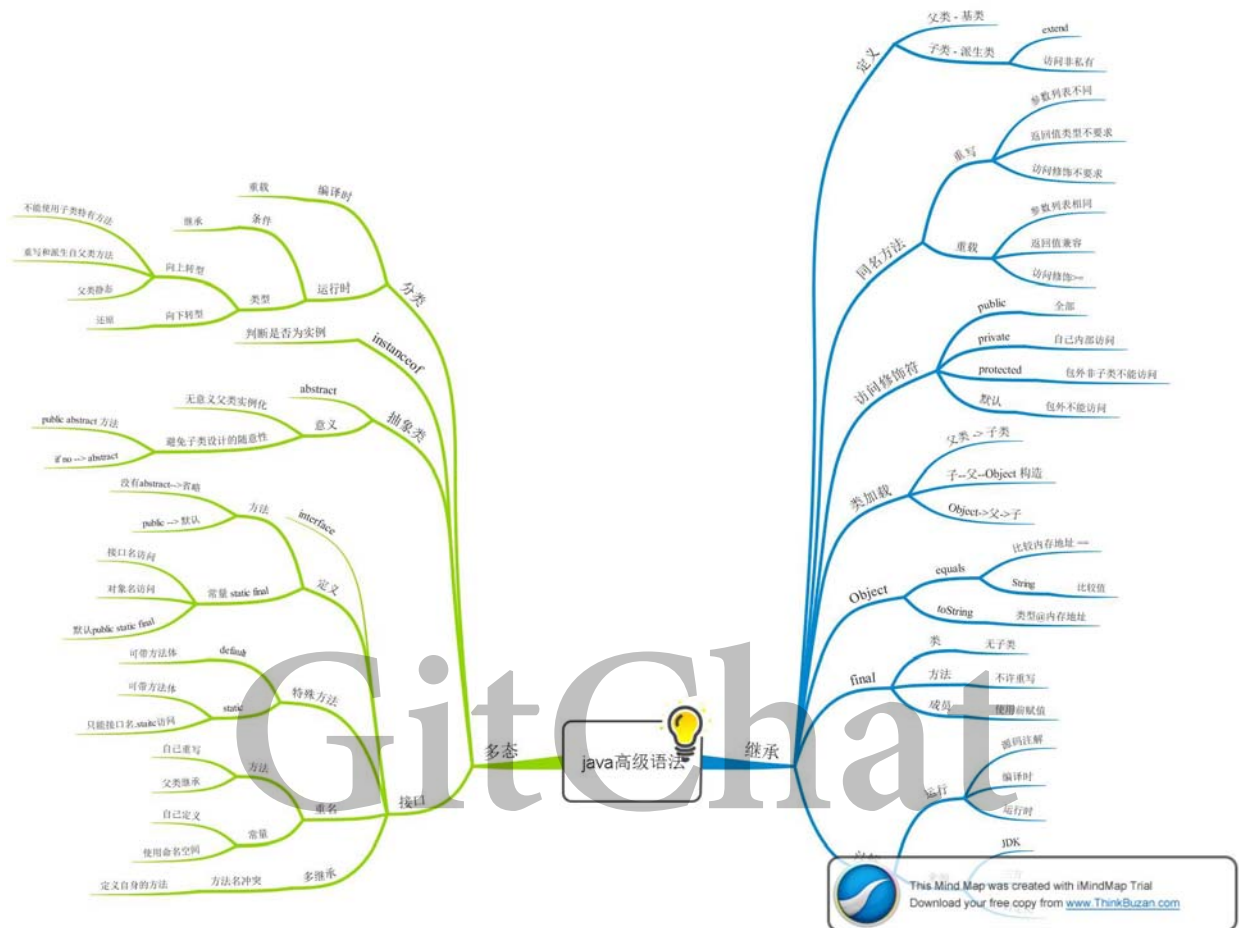 java高级语法
继承
定义
父类 - 基类
子类 - 派生类
extend
访问非私有
同名方法
重写
参数列表不同
返回值类型不要求
访问修饰不要求
重载
参数列表相同
返回值兼容
访问修饰>=
访问修饰符
public
全部
private
自己内部访问
protected
包外非子类不能访问
默认
包外不能访问
类加载
父类 -> 子类
子--父--Object 构造
Object->父->子
Object
equals
比较内存地址 ==
String
比较值
toString
类型@内存地址
final
类
无子类
方法
不许重写
成员
使用前赋值
运行
源码注解
编译时
运行时
JDK
多态
分类
编译时
重载
运行时
条件
继承
类型
向上转型
不能使用子类特有方法
重写和派生自父类方法
父类静态
向下转型
还原
instanceof
判断是否为实例
抽象类
abstract
意义
无意义父类实例化
避免子类设计的随意性
public abstract 方法
if no --> abstract
接口
interface
定义
方法
没有abstract-->省略
public --> 默认
常量 static final
接口名访问
对象名访问
默认public static final
特殊方法
default
可带方法体
static
可带方法体
只能接口名.staitc访问
重名
方法
自己重写
父类继承
常量
自己定义
使用命名空间
多继承
方法名冲突
定义自身的方法
GitChat
This Mind Map was created with iMindMap Trial
Download your free copy from www.ThinkBuzan.com